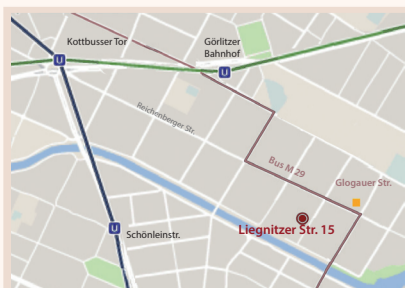 Kottbusser Tor
Görlitzer
Bahnhof
U
U
Reichenberger Str.
Bus M 29
Glogauer Str.
Liegnitzer Str. 15
U
Schönleinstr.